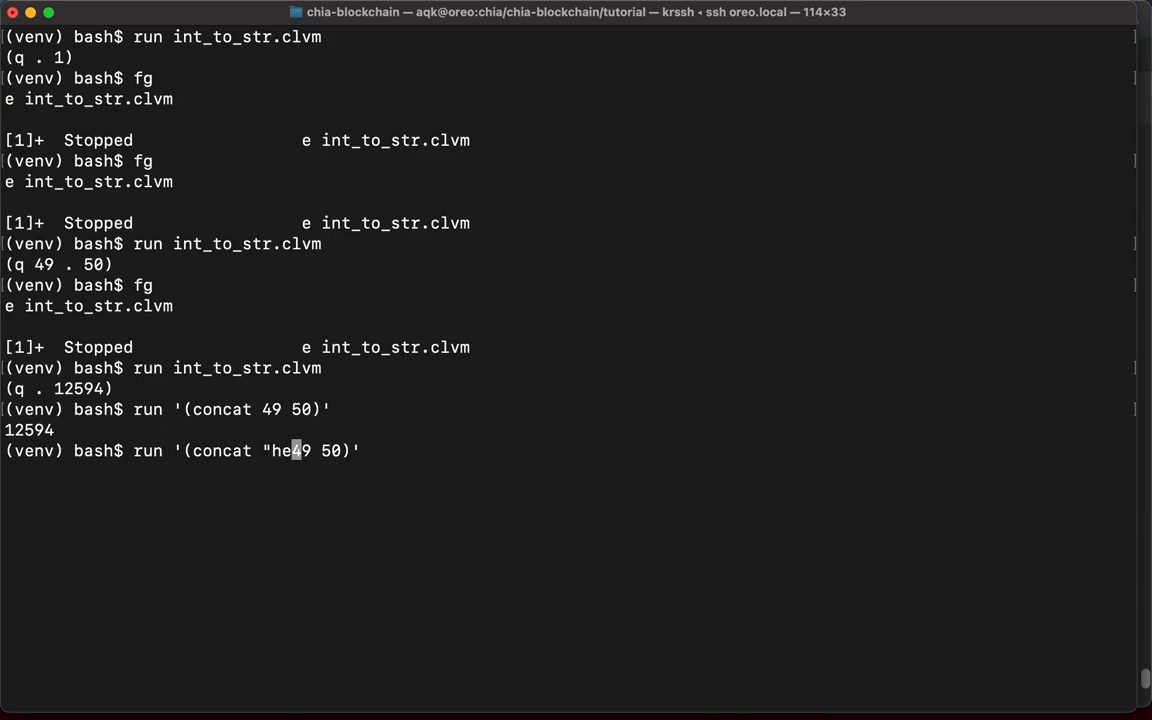 chia-blockchain — aqk@oreo:chia/chia-blockchain/tutorial — krssh ◂ ssh oreo.local — 114×33
(venv) bash$ run int_to_str.clvm
(q . 1)
(venv) bash$ fg
e int_to_str.clvm
[1]+  Stopped                 e int_to_str.clvm
(venv) bash$ fg
e int_to_str.clvm
[1]+  Stopped                 e int_to_str.clvm
(venv) bash$ run int_to_str.clvm
(q 49 . 50)
(venv) bash$ fg
e int_to_str.clvm
[1]+  Stopped                 e int_to_str.clvm
(venv) bash$ run int_to_str.clvm
(q . 12594)
(venv) bash$ run '(concat 49 50)'
12594
(venv) bash$ run '(concat "he49 50)'